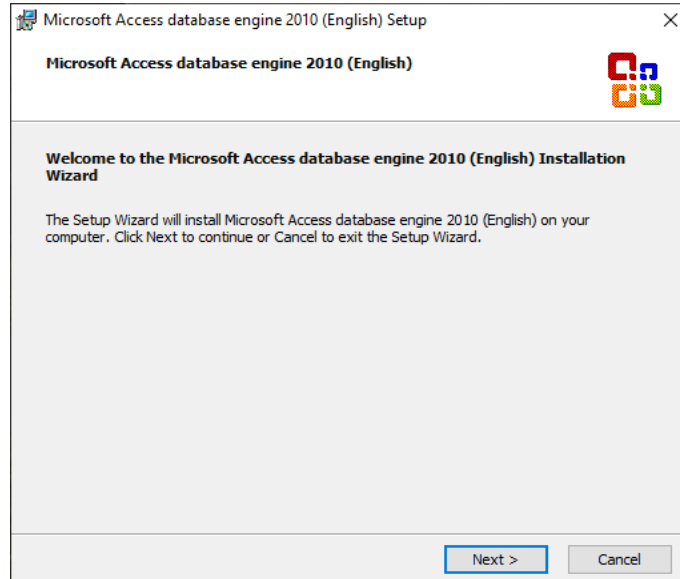 Microsoft Access database engine 2010 (English) Setup
Microsoft Access database engine 2010 (English)
Welcome to the Microsoft Access database engine 2010 (English) Installation
Wizard
The Setup Wizard will install Microsoft Access database engine 2010 (English) on your
computer. Click Next to continue or Cancel to exit the Setup Wizard.
Next >
Cancel